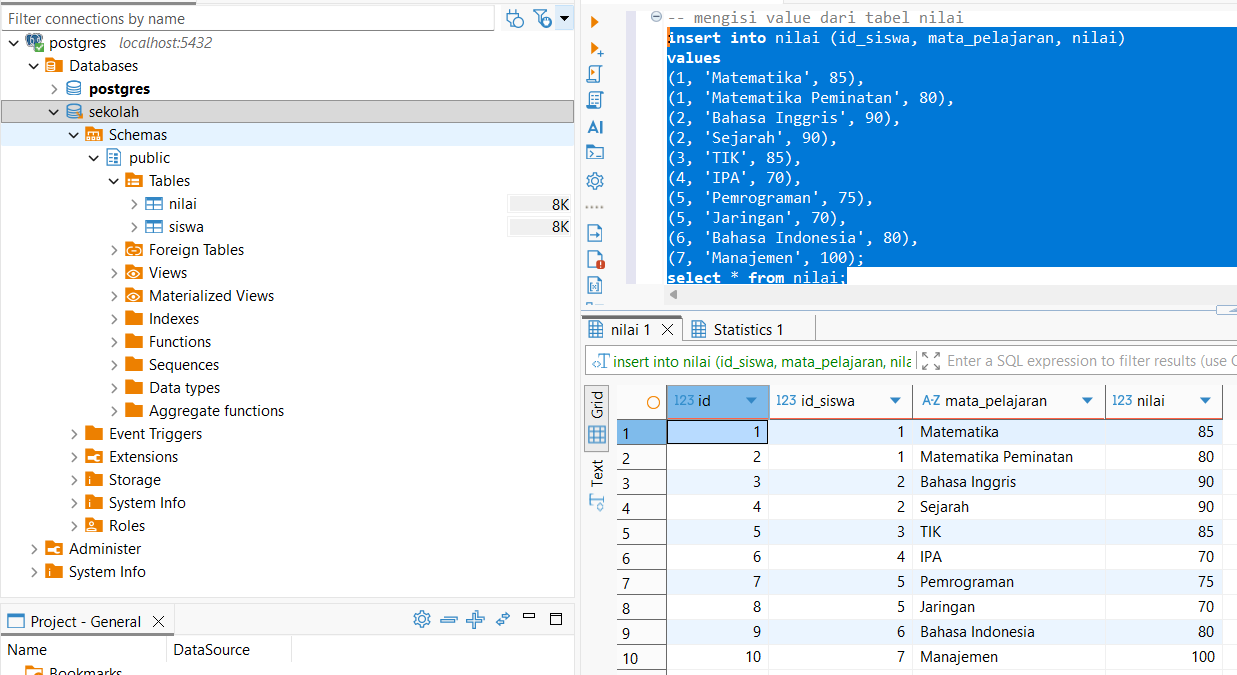 Filter connections by name
postgres localhost:5432
Databases
postgres
sekolah
Schemas
public
Tables
nilai 8K
siswa 8K
Foreign Tables
Views
Materialized Views
Indexes
Functions
Sequences
Data types
Aggregate functions
Event Triggers
Extensions
Storage
System Info
Roles
Administer
System Info
Project - General
Name DataSource
Bookmarks
AI
-- mengisi value dari tabel nilai
insert into nilai (id_siswa, mata_pelajaran, nilai)
values
(1, 'Matematika', 85),
(1, 'Matematika Peminatan', 80),
(2, 'Bahasa Inggris', 90),
(2, 'Sejarah', 90),
(3, 'TIK', 85),
(4, 'IPA', 70),
(5, 'Pemrograman', 75),
(5, 'Jaringan', 70),
(6, 'Bahasa Indonesia', 80),
(7, 'Manajemen', 100);
select * from nilai;
nilai 1 Statistics 1
insert into nilai (id_siswa, mata_pelajaran, nila Enter a SQL expression to filter results (use C
Grid
Text
123 id 123 id_siswa A-Z mata_pelajaran 123 nilai
1 1 1 Matematika 85
2 2 1 Matematika Peminatan 80
3 3 2 Bahasa Inggris 90
4 4 2 Sejarah 90
5 5 3 TIK 85
6 6 4 IPA 70
7 7 5 Pemrograman 75
8 8 5 Jaringan 70
9 9 6 Bahasa Indonesia 80
10 10 7 Manajemen 100